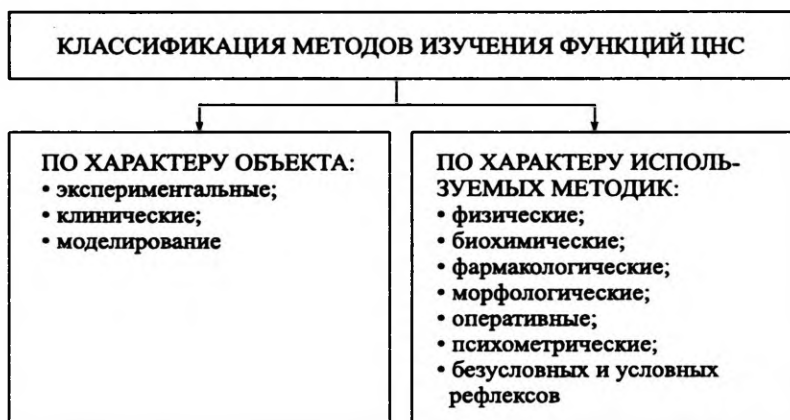 КЛАССИФИКАЦИЯ МЕТОДОВ ИЗУЧЕНИЯ ФУНКЦИЙ ЦНС
ПО ХАРАКТЕРУ ОБЪЕКТА:
• экспериментальные;
• клинические;
• моделирование
ПО ХАРАКТЕРУ ИСПОЛЬ-
ЗУЕМЫХ МЕТОДИК:
• физические;
• биохимические;
• фармакологические;
• морфологические;
• оперативные;
• психометрические;
• безусловных и условных
рефлексов